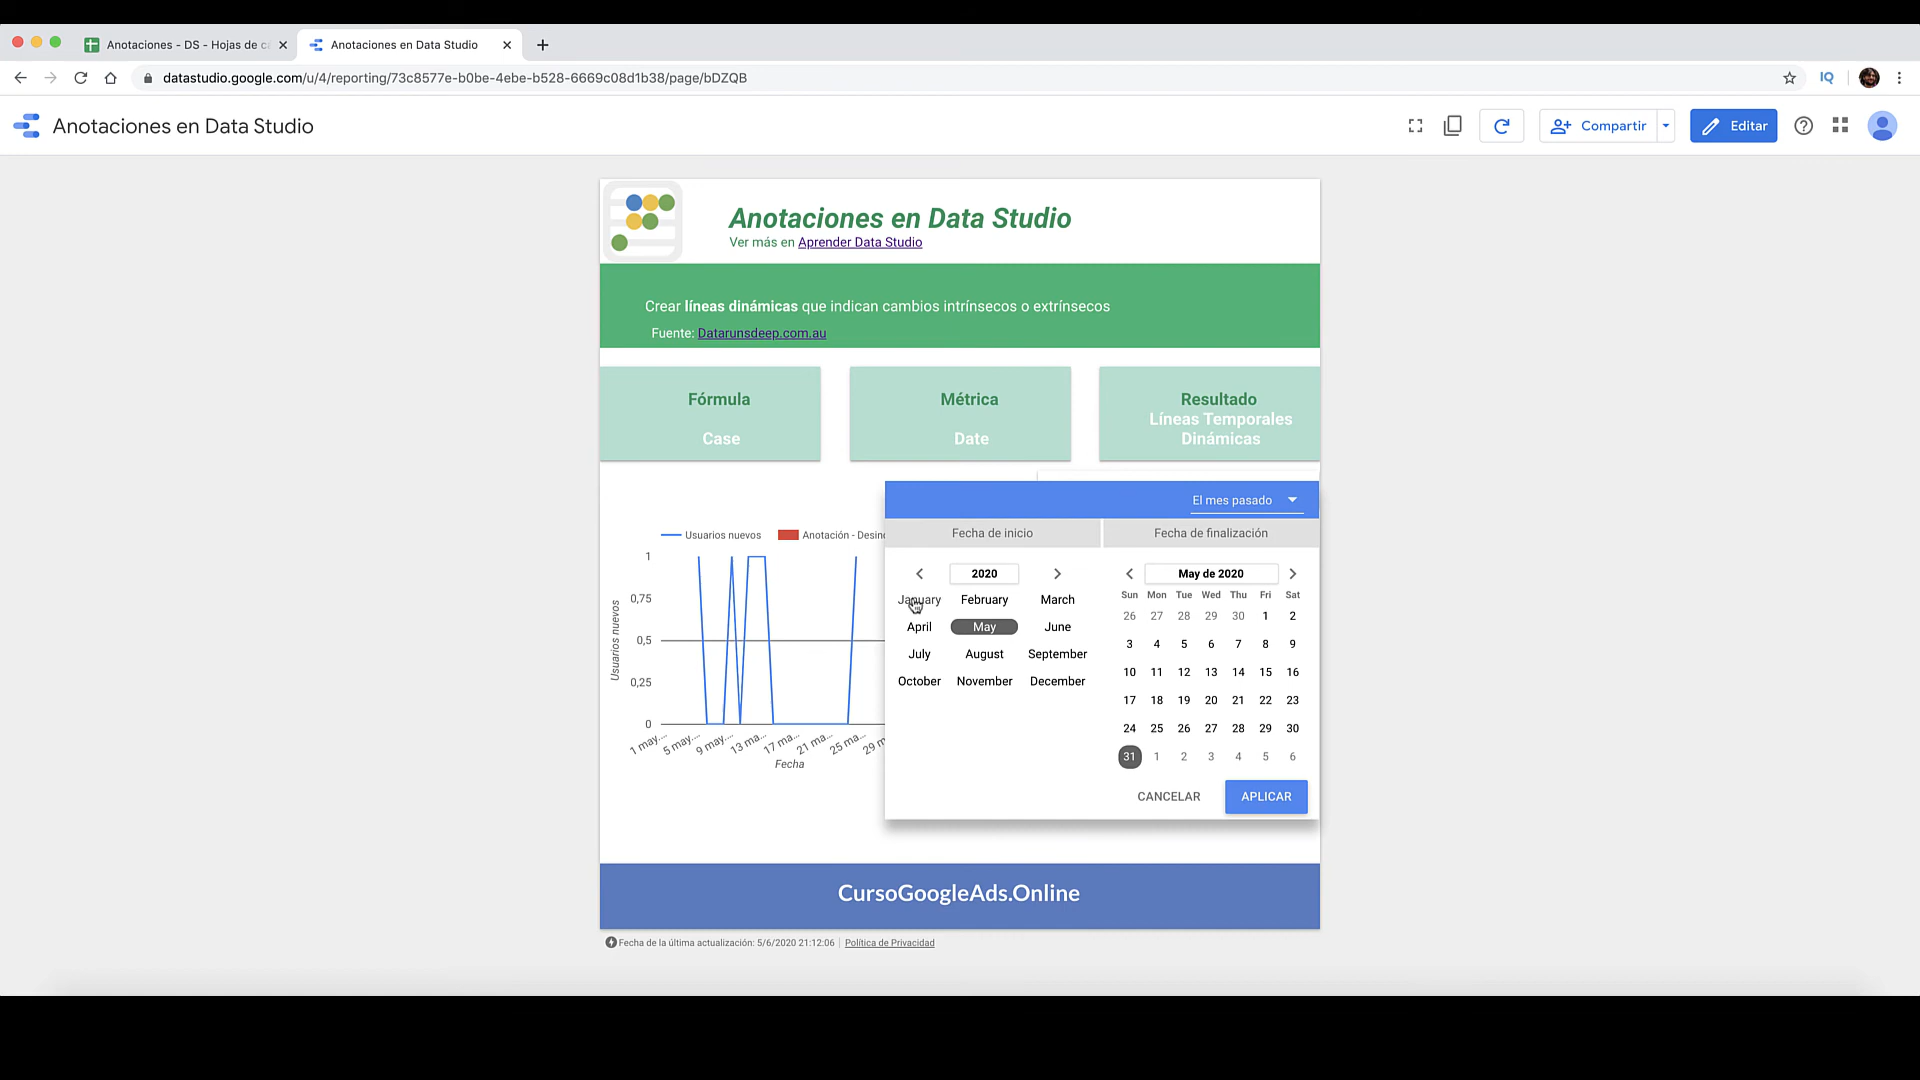 Anotaciones - DS - Hojas de cá
Anotaciones en Data Studio
datastudio.google.com/u/4/reporting/73c8577e-b0be-4ebe-b528-6669c08d1b38/page/bDZQB
IQ
Anotaciones en Data Studio
Compartir
Editar
Anotaciones en Data Studio
Ver más en Aprender Data Studio
Crear líneas dinámicas que indican cambios intrínsecos o extrínsecos
Fuente: Datarunsdeep.com.au
Fórmula
Case
Métrica
Date
Resultado
Líneas Temporales
Dinámicas
El mes pasado
Fecha de inicio
Fecha de finalización
2020
January February March
April May June
July August September
October November December
May de 2020
Sun Mon Tue Wed Thu Fri Sat
26 27 28 29 30 1 2
3 4 5 6 7 8 9
10 11 12 13 14 15 16
17 18 19 20 21 22 23
24 25 26 27 28 29 30
31 1 2 3 4 5 6
CANCELAR
APLICAR
Usuarios nuevos
Anotación - Desin
Usuarios nuevos
1
0,75
0,5
0,25
0
1 may.... 5 may.... 9 may.... 13 ma... 17 ma... 21 ma... 25 ma... 29 m
Fecha
CursoGoogleAds.Online
Fecha de la última actualización: 5/6/2020 21:12:06
Política de Privacidad